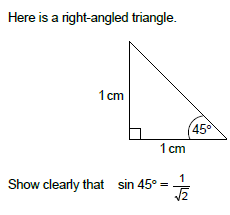 Here is a right-angled triangle.
1 cm
45°
1 cm
Show clearly that sin 45° = 1/√2